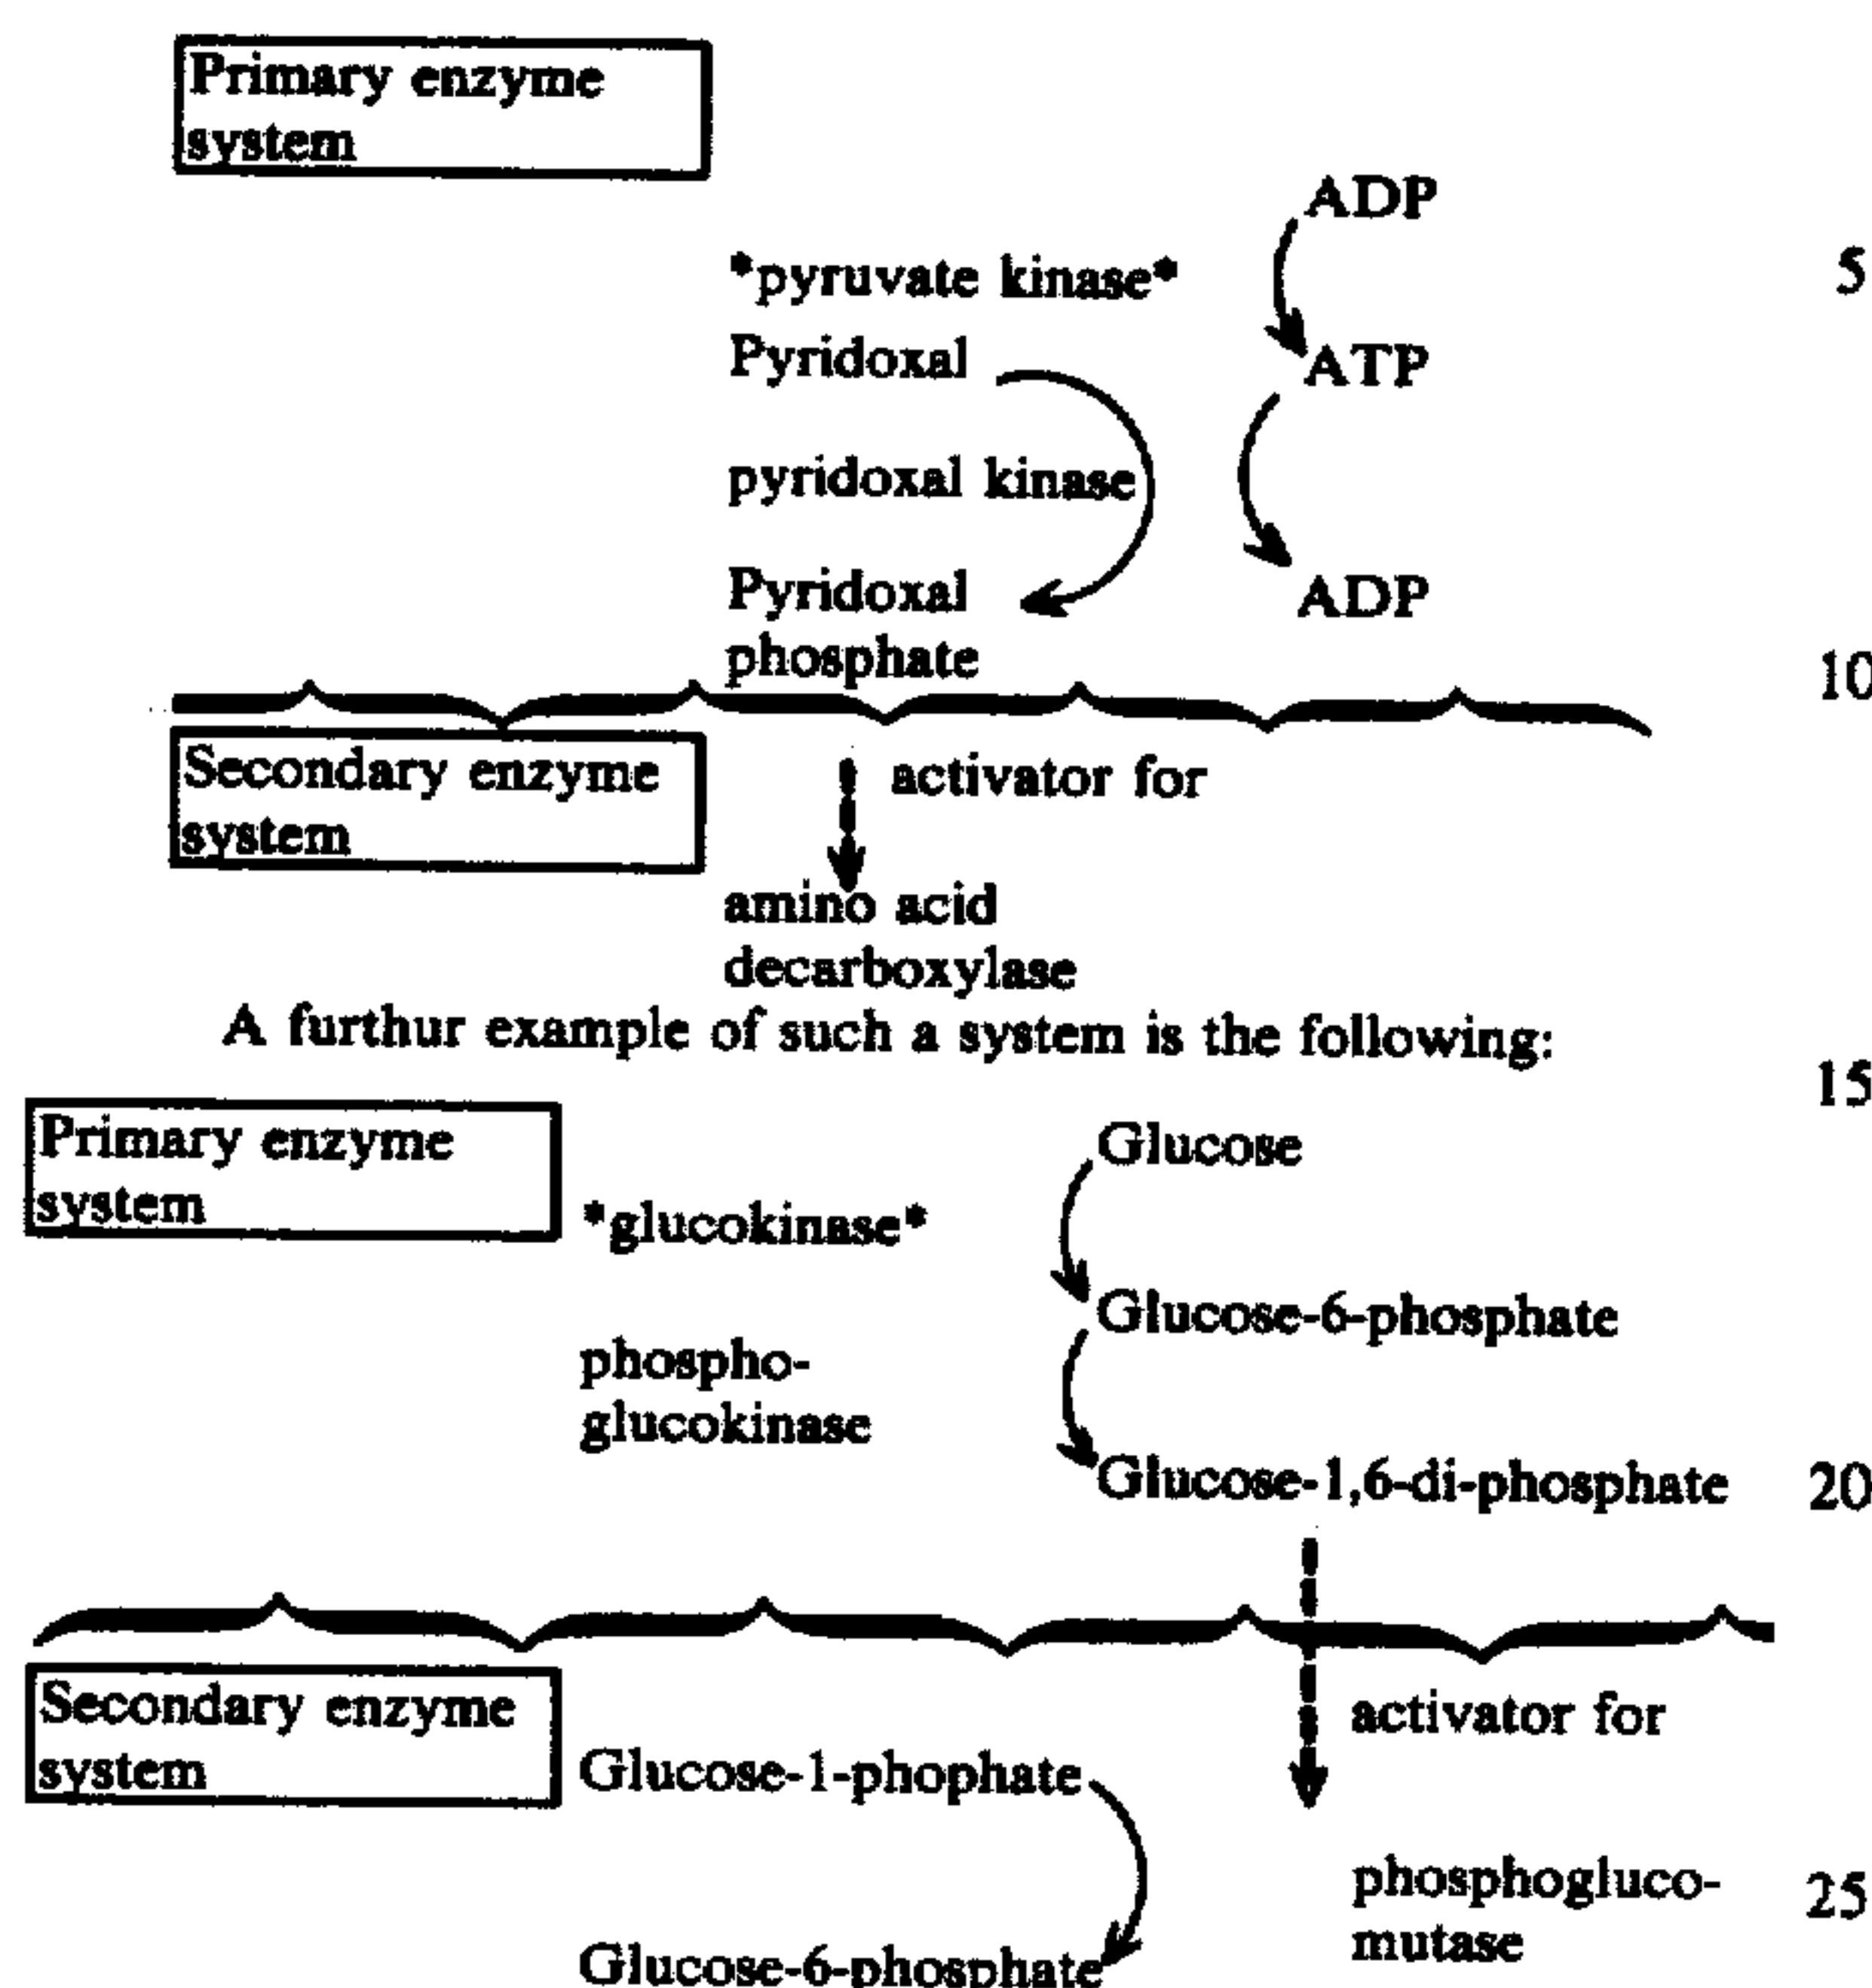 Primary enzyme
system
ADP
*pyruvate kinase* 5
Pyridoxal ATP
pyridoxal kinase
Pyridoxal ADP
phosphate 10
Secondary enzyme activator for
system
amino acid
decarboxylase
A furthur example of such a system is the following:
15
Primary enzyme Glucose
system
*glucokinase*
Glucose-6-phosphate
phospho-
glucokinase
Glucose-1,6-di-phosphate 20
Secondary enzyme activator for
system
Glucose-1-phophate
phosphogluco- 25
mutase
Glucose-6-phosphate